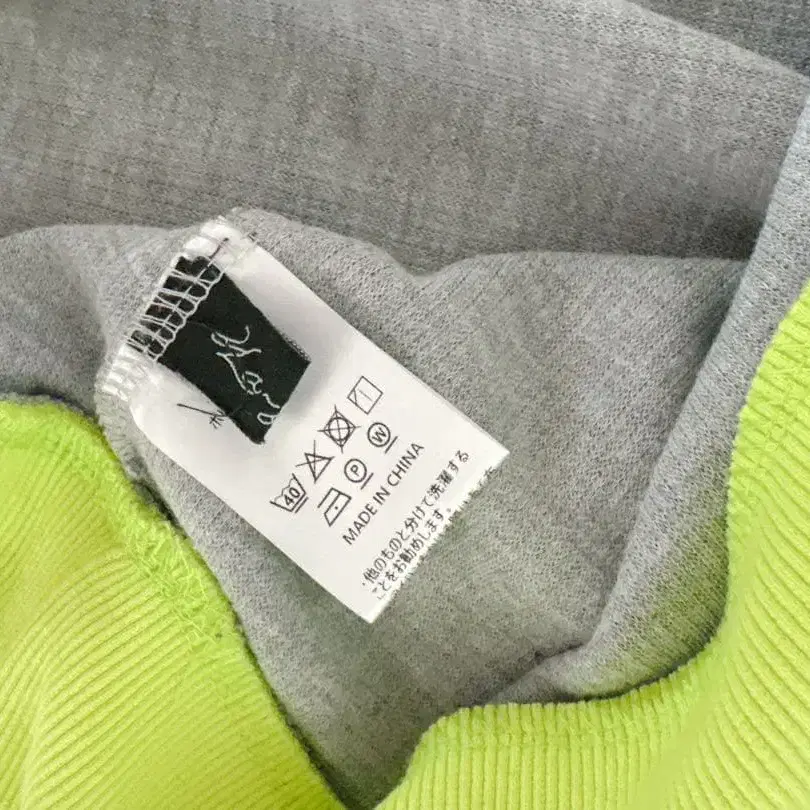 40
P W
MADE IN CHINA
・他のものと分けて洗濯する
ことをお勧めします。